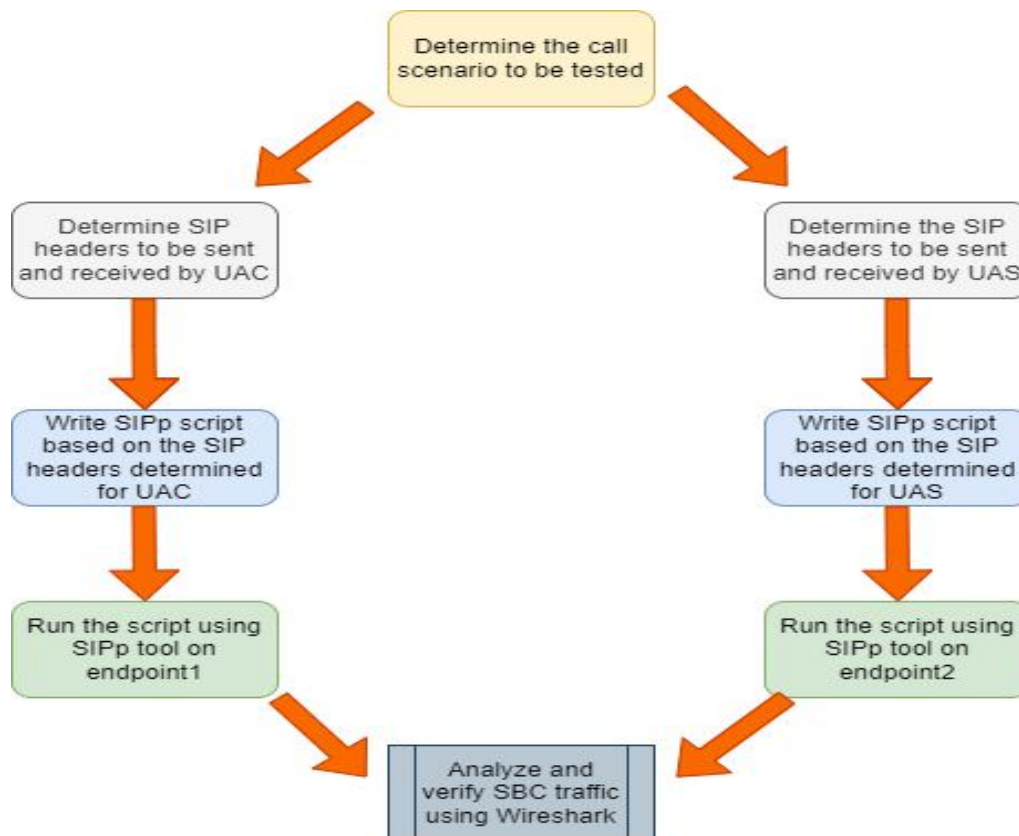 Determine the call
scenario to be tested
Determine SIP
headers to be sent
and received by UAC
Determine the SIP
headers to be sent
and received by UAS
Write SIPp script
based on the SIP
headers determined
for UAC
Write SIPp script
based on the SIP
headers determined
for UAS
Run the script using
SIPp tool on
endpoint1
Run the script using
SIPp tool on
endpoint2
Analyze and
verify SBC traffic
using Wireshark